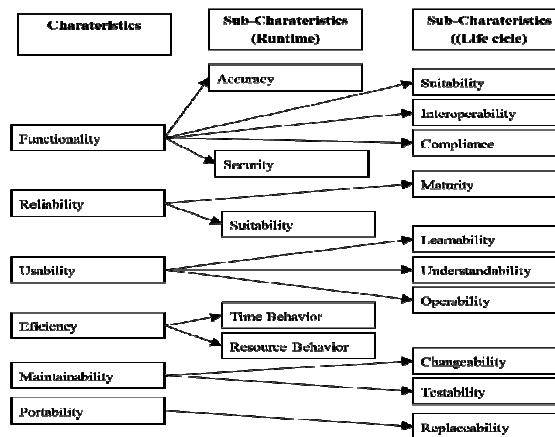 Charateristics
Sub-Charateristics
(Runtime)
Sub-Charateristics
((Life cicle)
Accuracy
Suitability
Interoperability
Functionality
Compliance
Security
Maturity
Reliability
Suitability
Learnability
Usability
Understandability
Operability
Time Behavior
Eficiency
Resource Behavior
Changeability
Maintainability
Testability
Portability
Replaceability